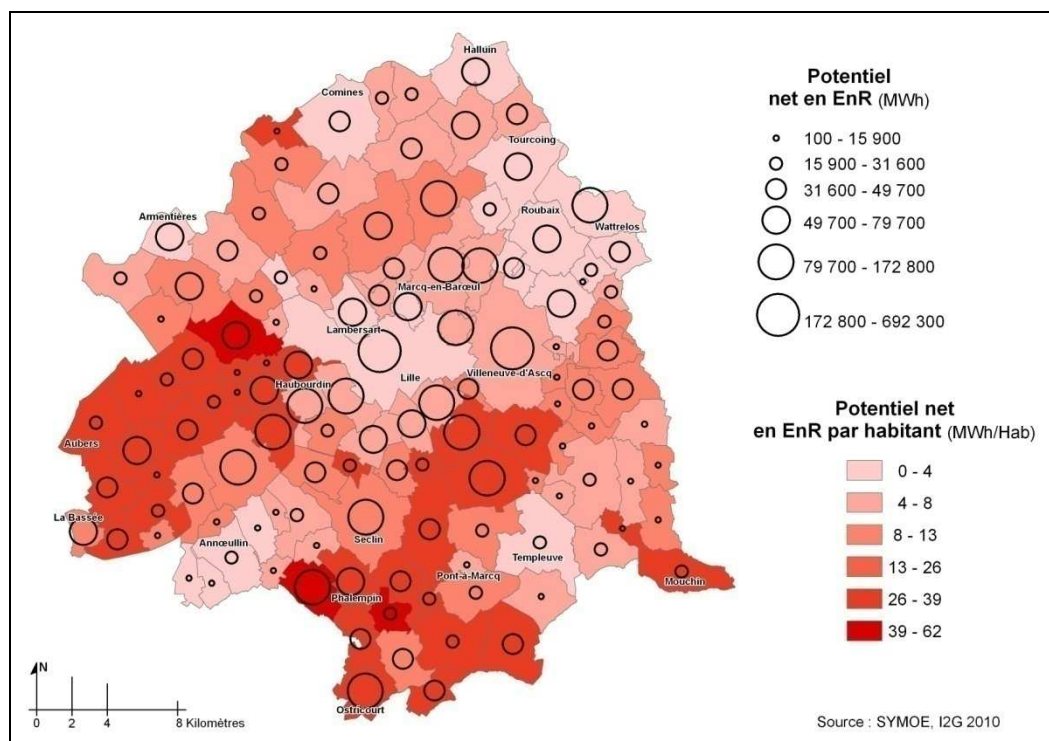 Halluin
Comines
Tourcoing
Armentières
Roubaix
Wattrelos
Marcq-en-Barœul
Lambersart
Lille
Villeneuve-d'Ascq
Haubourdin
Aubers
La Bassée
Annœullin
Seclin
Templeuve
Pont-à-Marcq
Phalempin
Mouchin
Ostricourt
N
0 2 4 8 Kilomètres
Potentiel
net en EnR (MWh)
100 - 15 900
15 900 - 31 600
31 600 - 49 700
49 700 - 79 700
79 700 - 172 800
172 800 - 692 300
Potentiel net
en EnR par habitant (MWh/Hab)
0 - 4
4 - 8
8 - 13
13 - 26
26 - 39
39 - 62
Source : SYMOE, I2G 2010